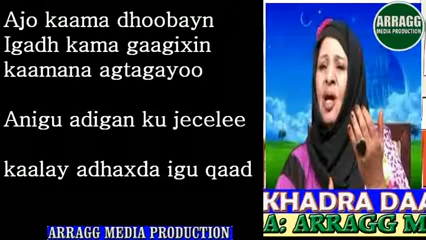 Ajo kaama dhoobayn
Igadh kama gaagixin
kaamana agtagayoo
Anigu adigan ku jecelee
kaalay adhaxda igu qaad
ARRAGG MEDIA PRODUCTION
ARRAGG
MEDIA PRODUCTION
KHADRA DAA
A: ARRAGG M